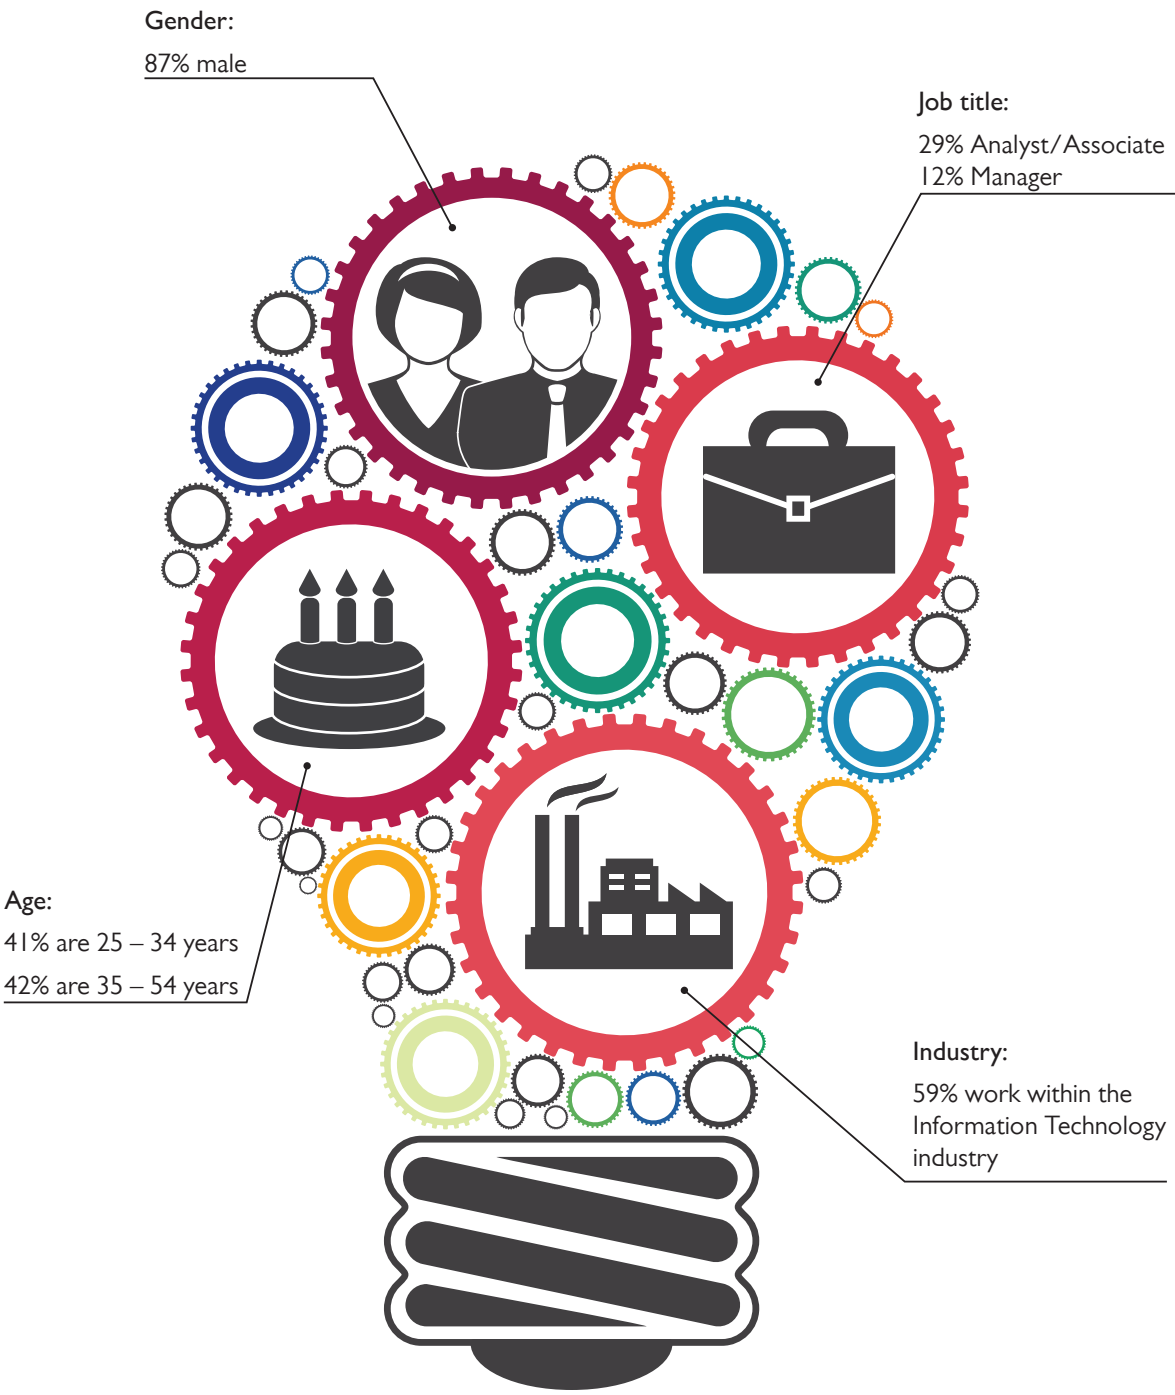 Gender:
87% male
Job title:
29% Analyst/Associate
12% Manager
Age:
41% are 25 – 34 years
42% are 35 – 54 years
Industry:
59% work within the
Information Technology
industry